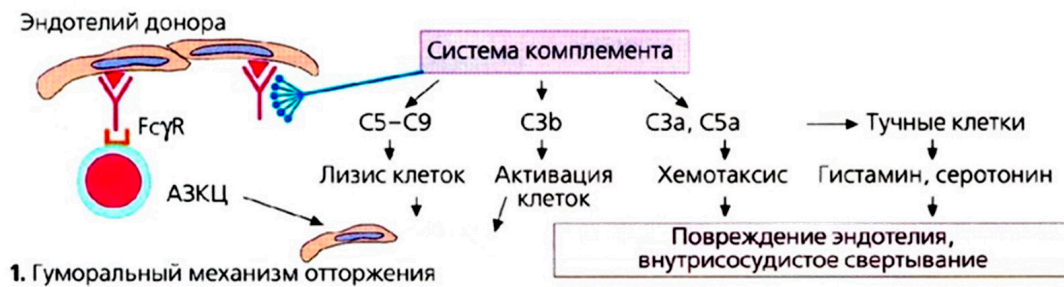 Эндотелий донора
Система комплемента
FcγR
C5–C9
C3b
C3a, C5a
Тучные клетки
АЗКЦ
Лизис клеток
Активация
клеток
Хемотаксис
Гистамин, серотонин
Повреждение эндотелия,
внутрисосудистое свертывание
1. Гуморальный механизм отторжения